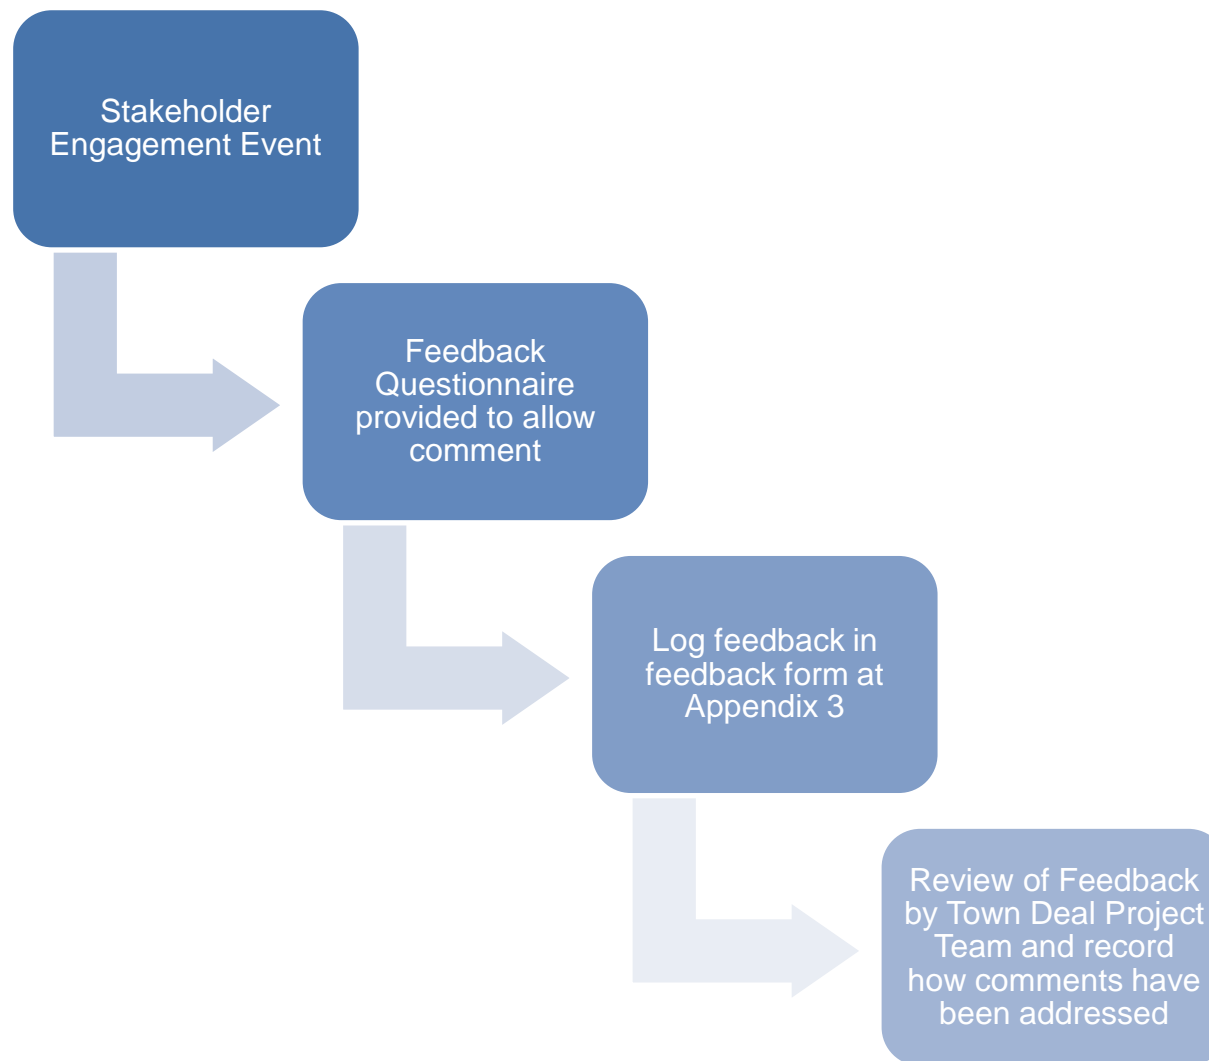 Stakeholder
Engagement Event
Feedback
Questionnaire
provided to allow
comment
Log feedback in
feedback form at
Appendix 3
Review of Feedback
by Town Deal Project
Team and record
how comments have
been addressed